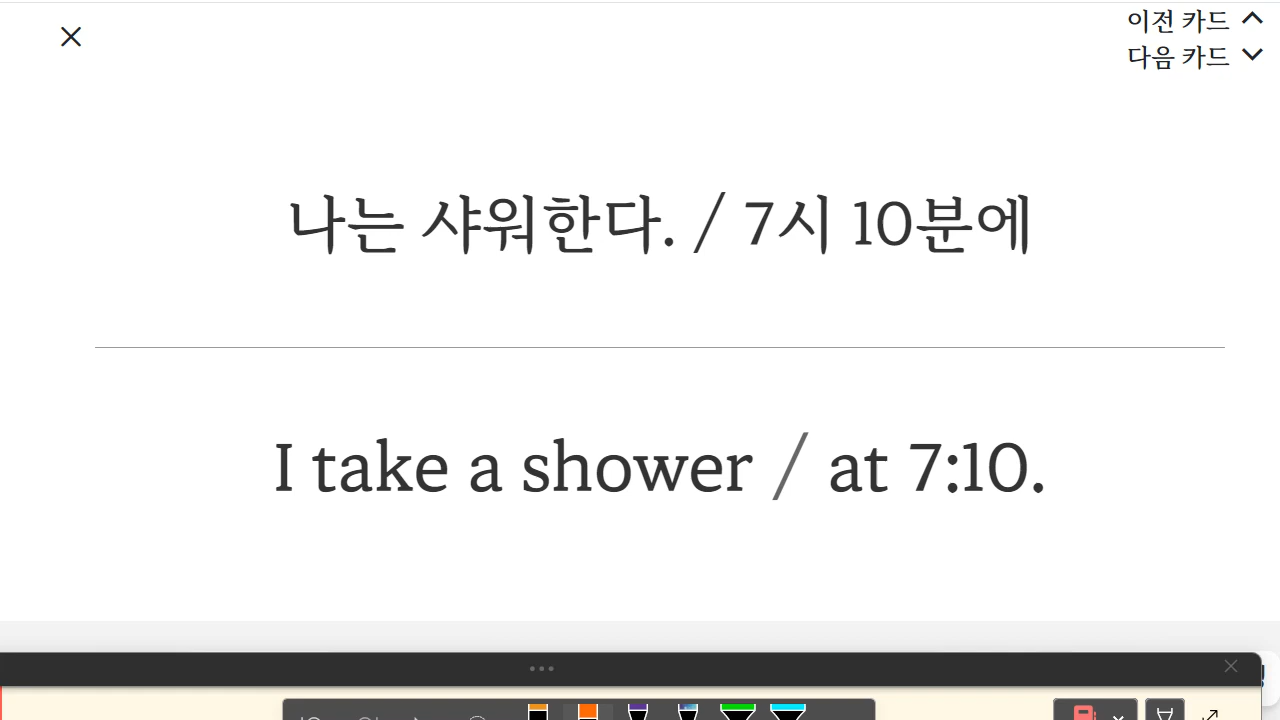 이전 카드
다음 카드
나는 샤워한다. / 7시 10분에
I take a shower / at 7:10.